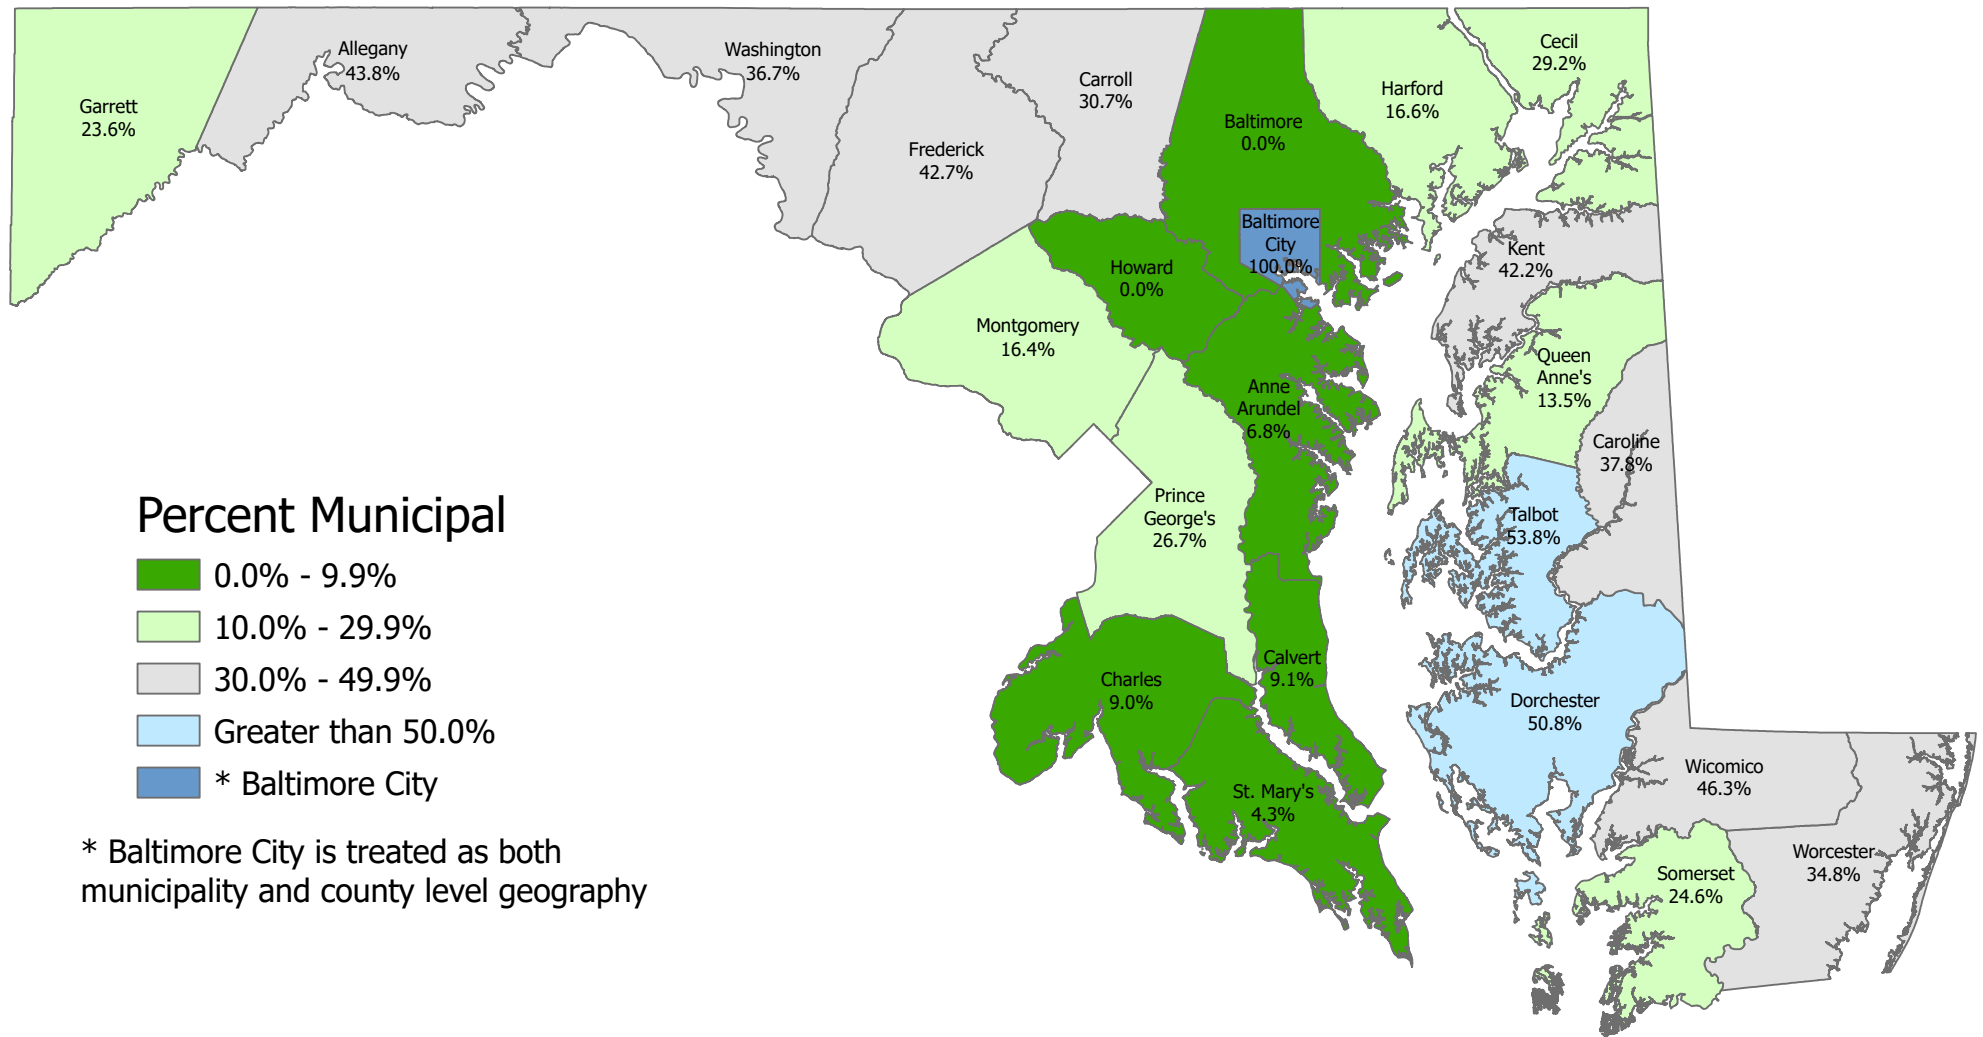 Garrett
23.6%
Allegany
43.8%
Washington
36.7%
Frederick
42.7%
Carroll
30.7%
Baltimore
0.0%
Harford
16.6%
Cecil
29.2%
Baltimore
City
100.0%
Howard
0.0%
Kent
42.2%
Montgomery
16.4%
Queen
Anne's
13.5%
Anne
Arundel
6.8%
Caroline
37.8%
Prince
George's
26.7%
Talbot
53.8%
Calvert
9.1%
Charles
9.0%
Dorchester
50.8%
St. Mary's
4.3%
Wicomico
46.3%
Worcester
34.8%
Somerset
24.6%
Percent Municipal
0.0% - 9.9%
10.0% - 29.9%
30.0% - 49.9%
Greater than 50.0%
* Baltimore City
* Baltimore City is treated as both
municipality and county level geography